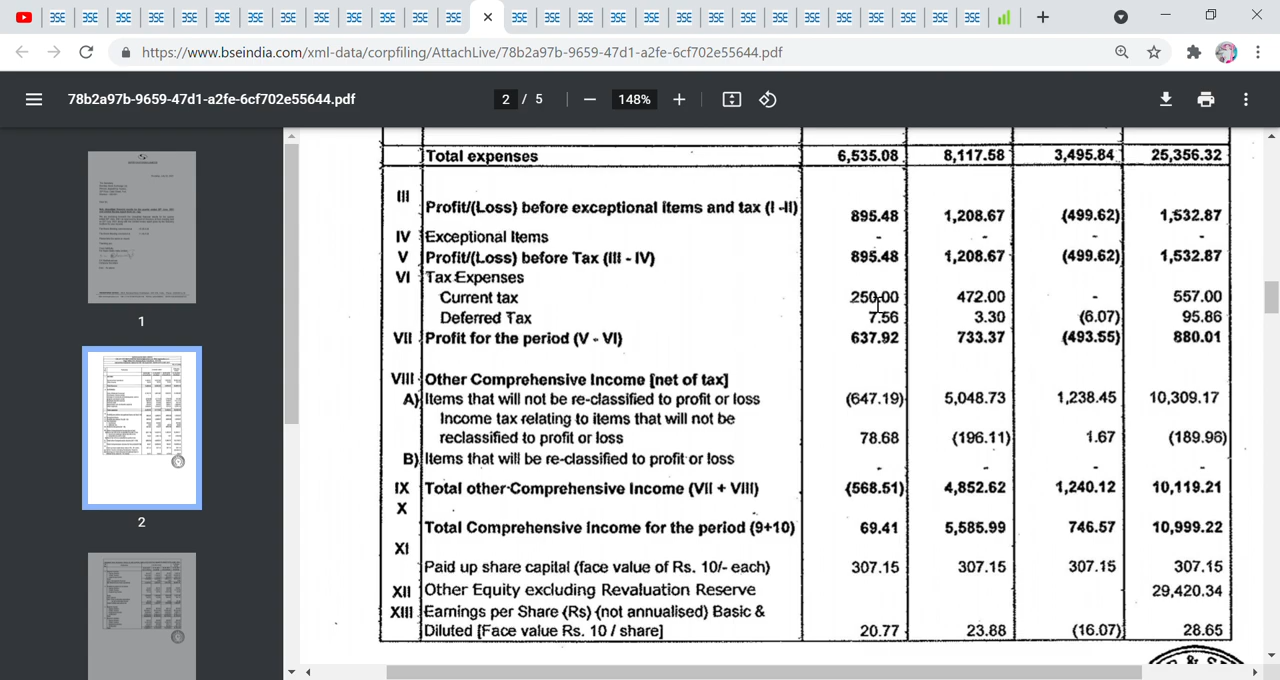 https://www.bseindia.com/xml-data/corpfiling/AttachLive/78b2a97b-9659-47d1-a2fe-6cf702e55644.pdf
78b2a97b-9659-47d1-a2fe-6cf702e55644.pdf 2 / 5 148%
Total expenses 6,535.08 8,117.58 3,495.84 25,356.32
III
Profit/(Loss) before exceptional items and tax (I -II) 895.48 1,208.67 (499.62) 1,532.87
IV Exceptional Items - - - -
V Profit/(Loss) before Tax (III - IV) 895.48 1,208.67 (499.62) 1,532.87
VI Tax Expenses
Current tax 250.00 472.00 - 557.00
Deferred Tax 7.56 3.30 (6.07) 95.86
VII Profit for the period (V - VI) 637.92 733.37 (493.55) 880.01
VIII Other Comprehensive Income [net of tax]
A) Items that will not be re-classified to profit or loss (647.19) 5,048.73 1,238.45 10,309.17
Income tax relating to items that will not be
reclassified to profit or loss 78.68 (196.11) 1.67 (189.96)
B) Items that will be re-classified to profit or loss - - - -
IX Total other Comprehensive Income (VII + VIII) (568.51) 4,852.62 1,240.12 10,119.21
X
Total Comprehensive Income for the period (9+10) 69.41 5,585.99 746.57 10,999.22
XI
Paid up share capital (face value of Rs. 10/- each) 307.15 307.15 307.15 307.15
XII Other Equity excluding Revaluation Reserve 29,420.34
XIII Earnings per Share (Rs) (not annualised) Basic &
Diluted [Face value Rs. 10 / share] 20.77 23.88 (16.07) 28.65
1
2